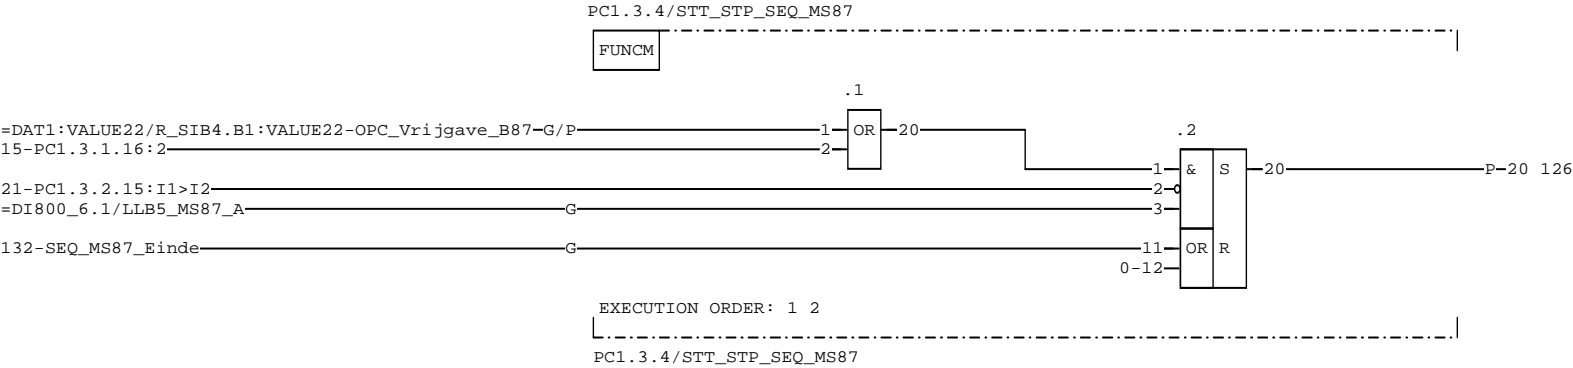 PC1.3.4/STT_STP_SEQ_MS87
FUNCM
.1
=DAT1:VALUE22/R_SIB4.B1:VALUE22-OPC_Vrijgave_B87-G/P 1 OR 20
.2
15-PC1.3.1.16:2 2
1 & S 20 P-20 126
21-PC1.3.2.15:I1>I2 2
=DI800_6.1/LLB5_MS87_A G 3
132-SEQ_MS87_Einde G 11 OR R
0-12
EXECUTION ORDER: 1 2
PC1.3.4/STT_STP_SEQ_MS87